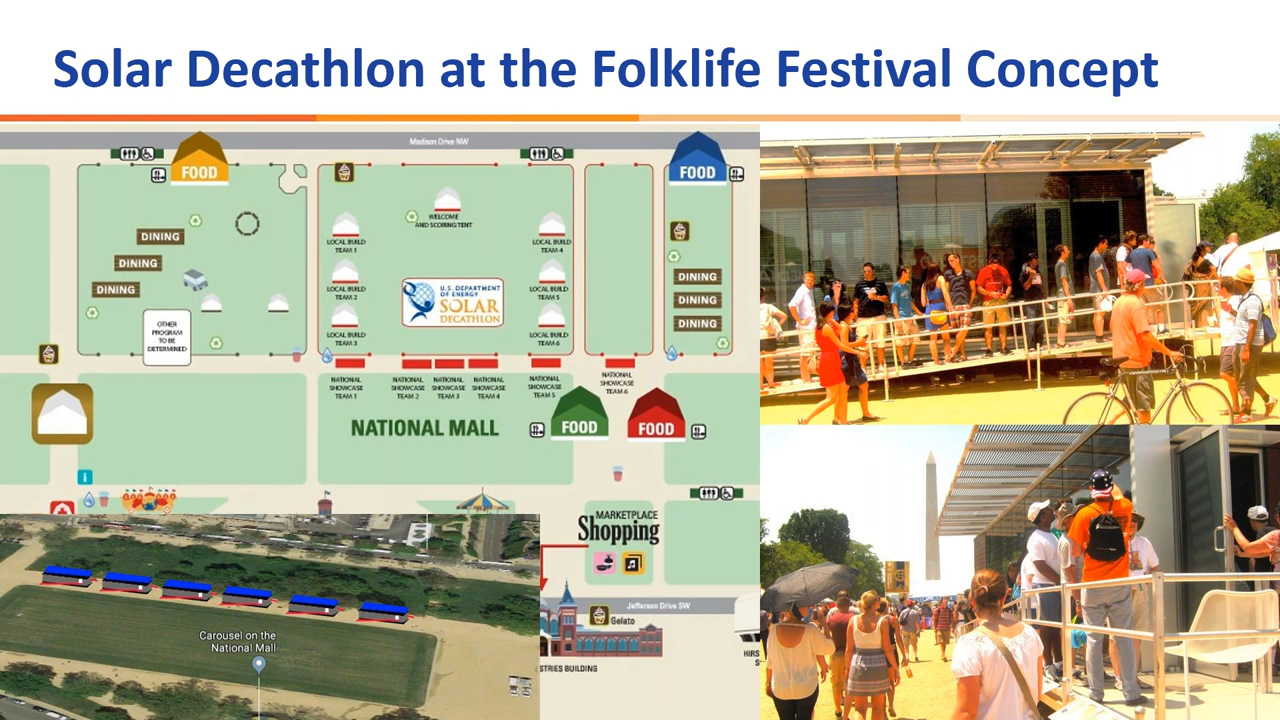 Solar Decathlon at the Folklife Festival Concept
Madison Drive NW
FOOD
FOOD
WELCOME
AND SCORING TENT
DINING
DINING
DINING
LOCAL BUILD
TEAM 1
LOCAL BUILD
TEAM 4
LOCAL BUILD
TEAM 2
LOCAL BUILD
TEAM 5
LOCAL BUILD
TEAM 3
LOCAL BUILD
TEAM 6
U.S. DEPARTMENT
OF ENERGY
SOLAR
DECATHLON
DINING
DINING
DINING
OTHER
PROGRAM
TO BE
DETERMINED
NATIONAL
SHOWCASE
TEAM 1
NATIONAL
SHOWCASE
TEAM 2
NATIONAL
SHOWCASE
TEAM 3
NATIONAL
SHOWCASE
TEAM 4
NATIONAL
SHOWCASE
TEAM 5
NATIONAL
SHOWCASE
TEAM 6
NATIONAL MALL
FOOD
FOOD
i
MARKETPLACE
Shopping
Jefferson Drive SW
Gelato
STRIES BUILDING
HIRS
S
Carousel on the
National Mall